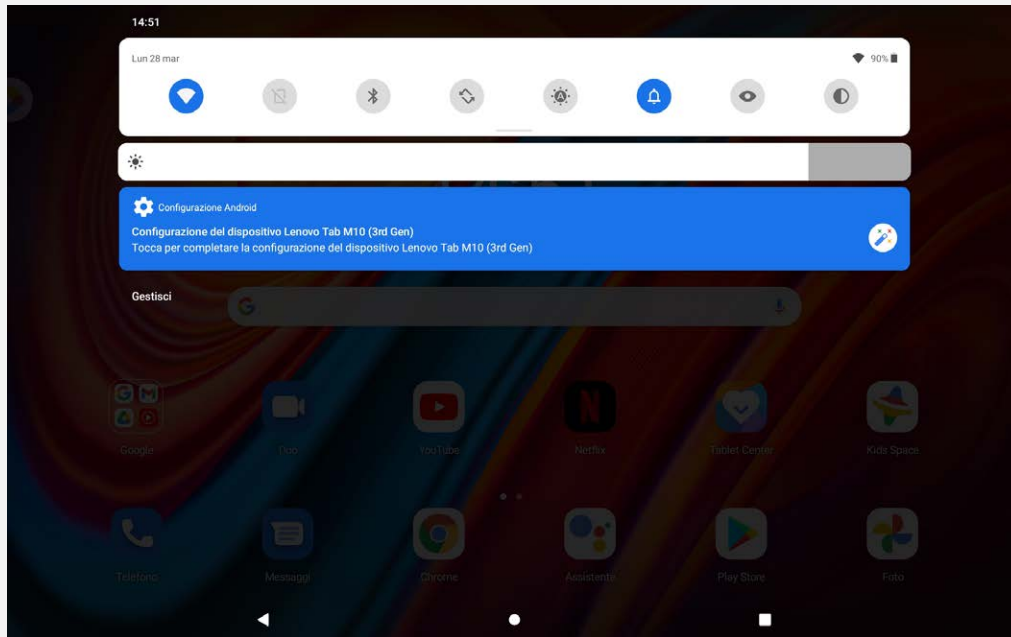 14:51
Lun 28 mar
90%
Configurazione Android
Configurazione del dispositivo Lenovo Tab M10 (3rd Gen)
Tocca per completare la configurazione del dispositivo Lenovo Tab M10 (3rd Gen)
Gestisci
Google
Duo
YouTube
Netflix
Tablet Center
Kids Space
Telefono
Messaggi
Chrome
Assistente
Play Store
Foto